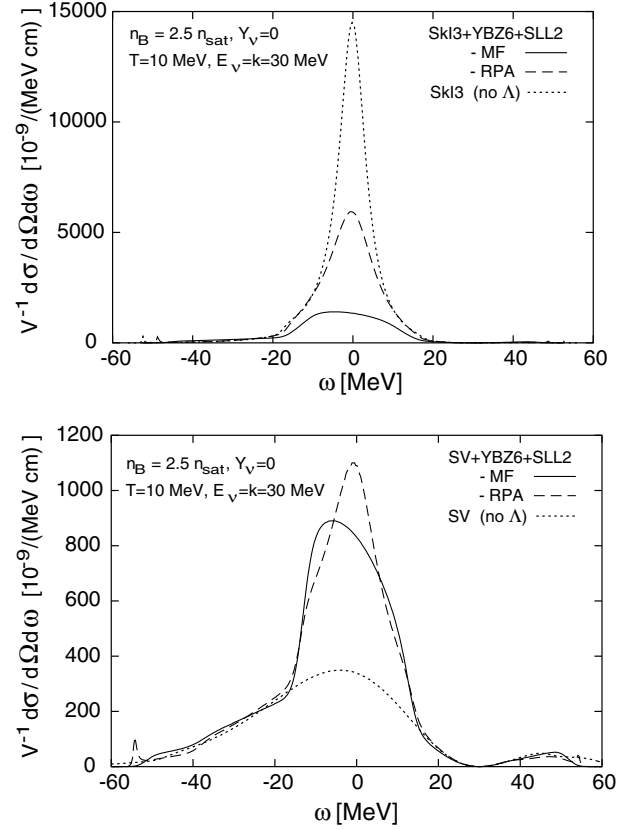 n_B = 2.5 n_sat, Y_ν=0
T=10 MeV, E_ν=k=30 MeV
SkI3+YBZ6+SLL2
- MF
- RPA
SkI3 (no Λ)
V⁻¹ dσ/dΩdω [10⁻⁹/(MeV cm)]
15000
10000
5000
0
-60 -40 -20 0 20 40 60
ω [MeV]
n_B = 2.5 n_sat, Y_ν=0
T=10 MeV, E_ν=k=30 MeV
SV+YBZ6+SLL2
- MF
- RPA
SV (no Λ)
V⁻¹ dσ/dΩdω [10⁻⁹/(MeV cm)]
1200
1000
800
600
400
200
0
-60 -40 -20 0 20 40 60
ω [MeV]